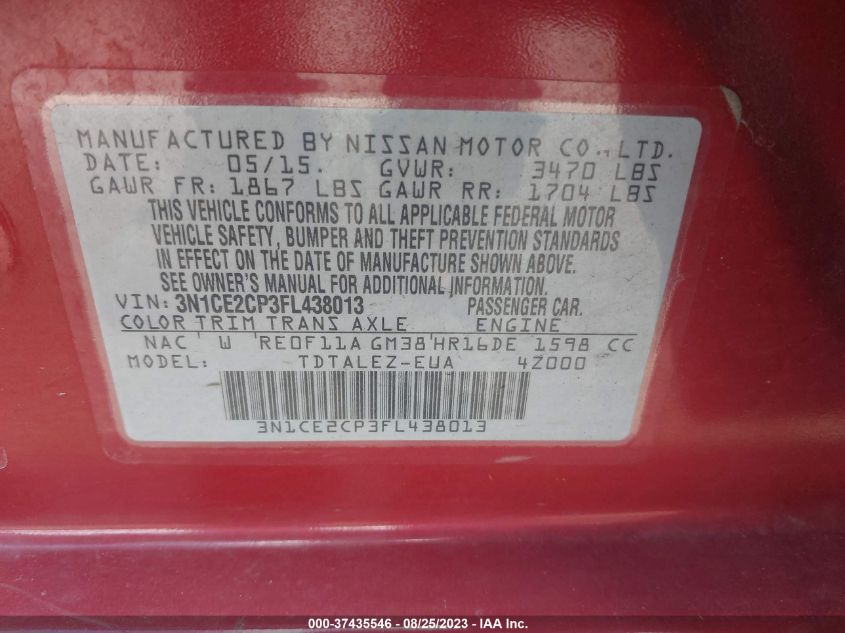 MANUFACTURED BY NISSAN MOTOR CO., LTD.
DATE: 05/15. GVWR: 3470 LBS
GAWR FR: 1867 LBS GAWR RR: 1704 LBS
THIS VEHICLE CONFORMS TO ALL APPLICABLE FEDERAL MOTOR
VEHICLE SAFETY, BUMPER AND THEFT PREVENTION STANDARDS
IN EFFECT ON THE DATE OF MANUFACTURE SHOWN ABOVE.
SEE OWNER'S MANUAL FOR ADDITIONAL INFORMATION.
VIN: 3N1CE2CP3FL438013 PASSENGER CAR.
COLOR TRIM TRANS AXLE ENGINE
NAC W RE0F11A GM38 HR16DE 1598 CC
MODEL: TDTALEZ-EUA 4Z000
3N1CE2CP3FL438013
000-37435546 - 08/25/2023 - IAA Inc.